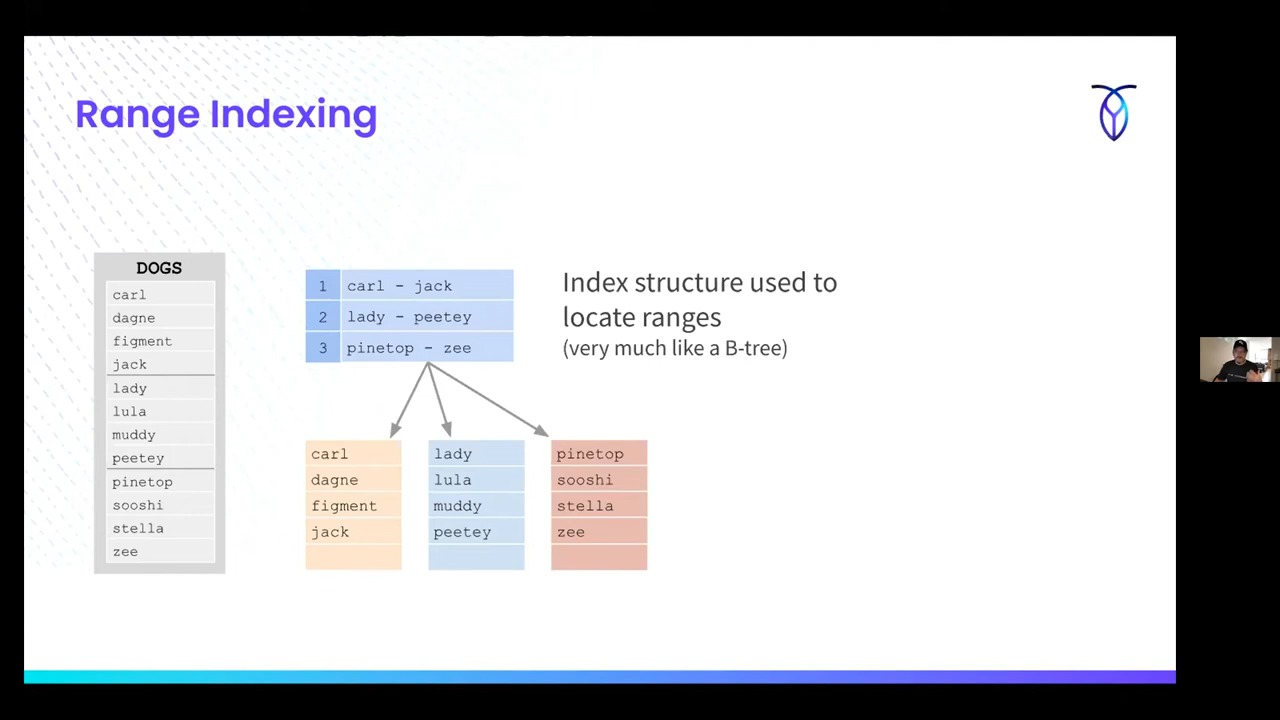 Range Indexing
DOGS
carl
dagne
figment
jack
lady
lula
muddy
peetey
pinetop
sooshi
stella
zee
1 carl - jack
2 lady - peetey
3 pinetop - zee
Index structure used to
locate ranges
(very much like a B-tree)
carl
dagne
figment
jack
lady
lula
muddy
peetey
pinetop
sooshi
stella
zee